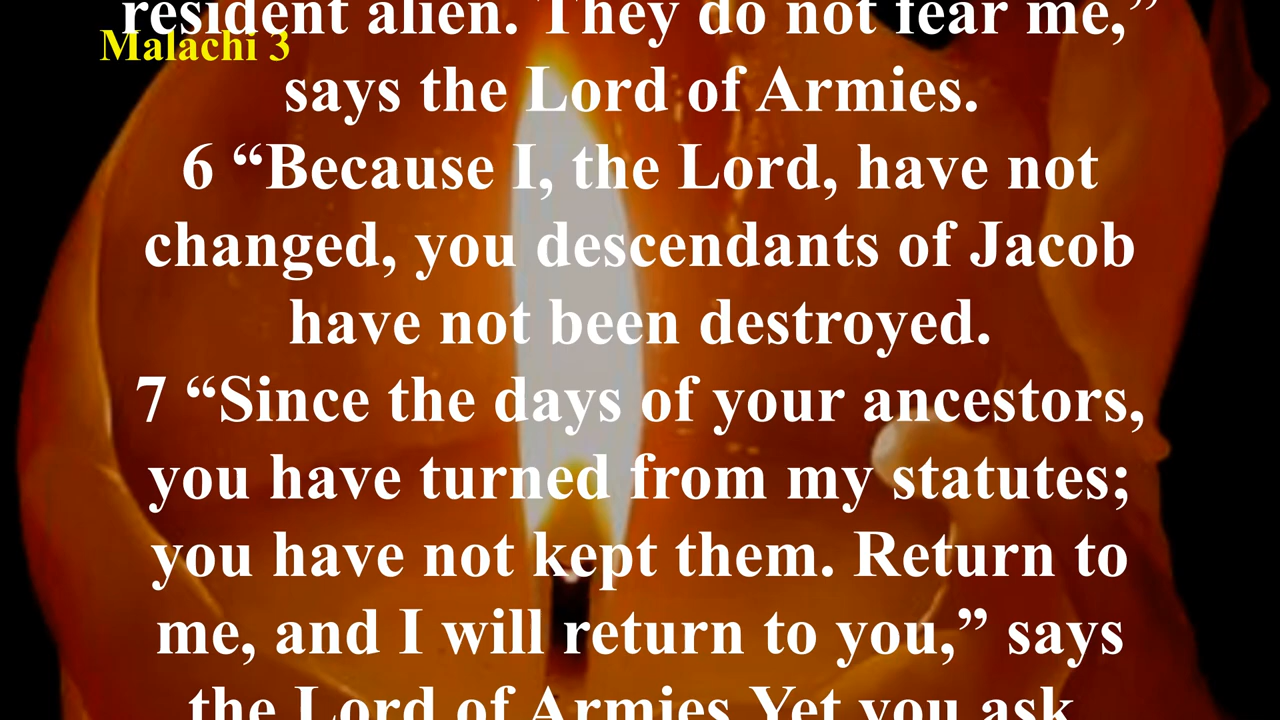 resident alien. They do not fear me,”
Malachi 3
says the Lord of Armies.
6 “Because I, the Lord, have not
changed, you descendants of Jacob
have not been destroyed.
7 “Since the days of your ancestors,
you have turned from my statutes;
you have not kept them. Return to
me, and I will return to you,” says
the Lord of Armies Yet you ask